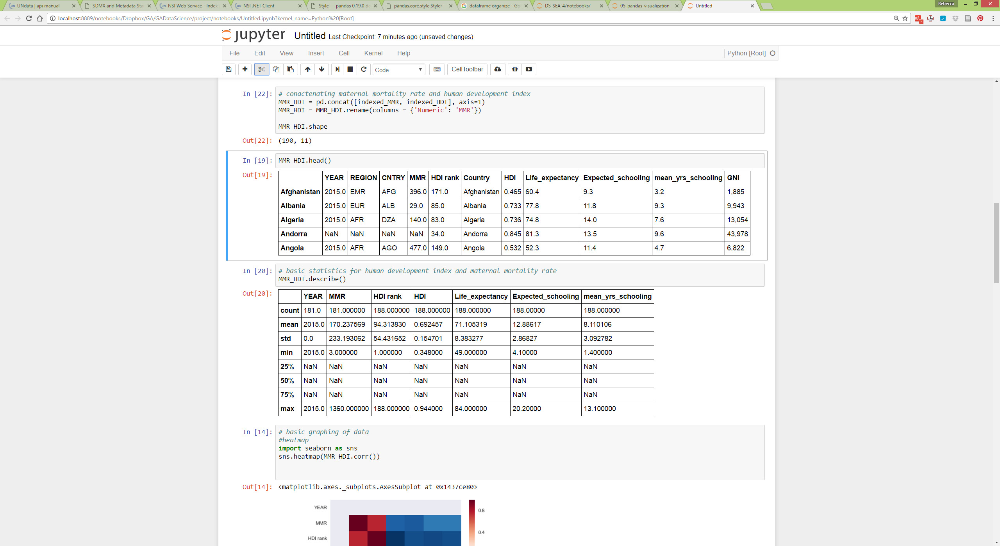 UNdata | api manual
SDMX and Metadata Sta
NSI Web Service - Index
NSI .NET Client
Style — pandas 0.19.0 do
pandas.core.style.Styler
dataframe organize - Go
DS-SEA-4/notebooks/
05_pandas_visualization
Untitled
Rebecca
localhost:8889/notebooks/Dropbox/GA/GADataScience/project/notebooks/Untitled.ipynb?kernel_name=Python%20[Root]
jupyter Untitled Last Checkpoint: 7 minutes ago (unsaved changes)
File Edit View Insert Cell Kernel Help Python [Root]
Code CellToolbar
In [22]: # conactenating maternal mortality rate and human development index
MMR_HDI = pd.concat([indexed_MMR, indexed_HDI], axis=1)
MMR_HDI = MMR_HDI.rename(columns = {'Numeric': 'MMR'})
MMR_HDI.shape
Out[22]: (190, 11)
In [19]: MMR_HDI.head()
Out[19]:
YEAR REGION CNTRY MMR HDI rank Country HDI Life_expectancy Expected_schooling mean_yrs_schooling GNI
Afghanistan 2015.0 EMR AFG 396.0 171.0 Afghanistan 0.465 60.4 9.3 3.2 1,885
Albania 2015.0 EUR ALB 29.0 85.0 Albania 0.733 77.8 11.8 9.3 9,943
Algeria 2015.0 AFR DZA 140.0 83.0 Algeria 0.736 74.8 14.0 7.6 13,054
Andorra NaN NaN NaN NaN 34.0 Andorra 0.845 81.3 13.5 9.6 43,978
Angola 2015.0 AFR AGO 477.0 149.0 Angola 0.532 52.3 11.4 4.7 6,822
In [20]: # basic statistics for human development index and maternal mortality rate
MMR_HDI.describe()
Out[20]:
YEAR MMR HDI rank HDI Life_expectancy Expected_schooling mean_yrs_schooling
count 181.0 181.000000 188.000000 188.000000 188.000000 188.00000 188.000000
mean 2015.0 170.237569 94.313830 0.692457 71.105319 12.88617 8.110106
std 0.0 233.193062 54.431652 0.154701 8.383277 2.86827 3.092782
min 2015.0 3.000000 1.000000 0.348000 49.000000 4.10000 1.400000
25% NaN NaN NaN NaN NaN NaN NaN
50% NaN NaN NaN NaN NaN NaN NaN
75% NaN NaN NaN NaN NaN NaN NaN
max 2015.0 1360.000000 188.000000 0.944000 84.000000 20.20000 13.100000
In [14]: # basic graphing of data
#heatmap
import seaborn as sns
sns.heatmap(MMR_HDI.corr())
Out[14]: <matplotlib.axes._subplots.AxesSubplot at 0x1437ce80>
YEAR
0.8
MMR
0.4
HDI rank